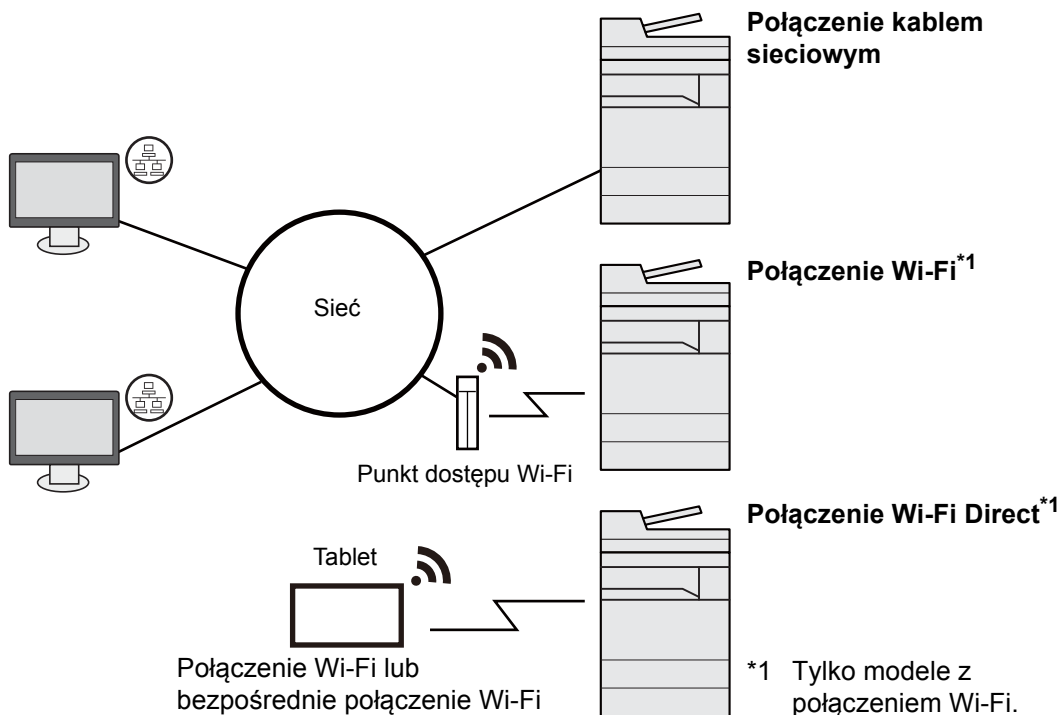 Połączenie kablem
sieciowym
Sieć
Połączenie Wi-Fi*1
Punkt dostępu Wi-Fi
Połączenie Wi-Fi Direct*1
Tablet
Połączenie Wi-Fi lub
bezpośrednie połączenie Wi-Fi
*1 Tylko modele z
połączeniem Wi-Fi.